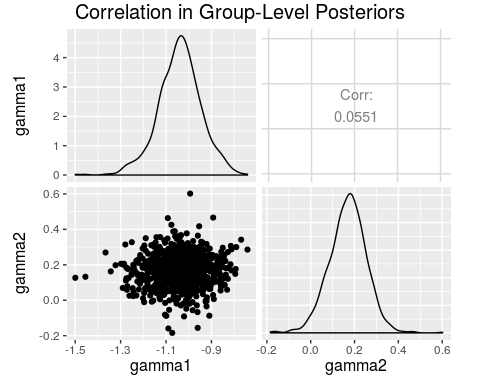 Correlation in Group-Level Posteriors
gamma1
4
3
2
1
0
Corr:
0.0551
gamma2
0.6
0.4
0.2
0.0
-0.2
-1.5 -1.3 -1.1 -0.9
-0.2 0.0 0.2 0.4 0.6
gamma1
gamma2